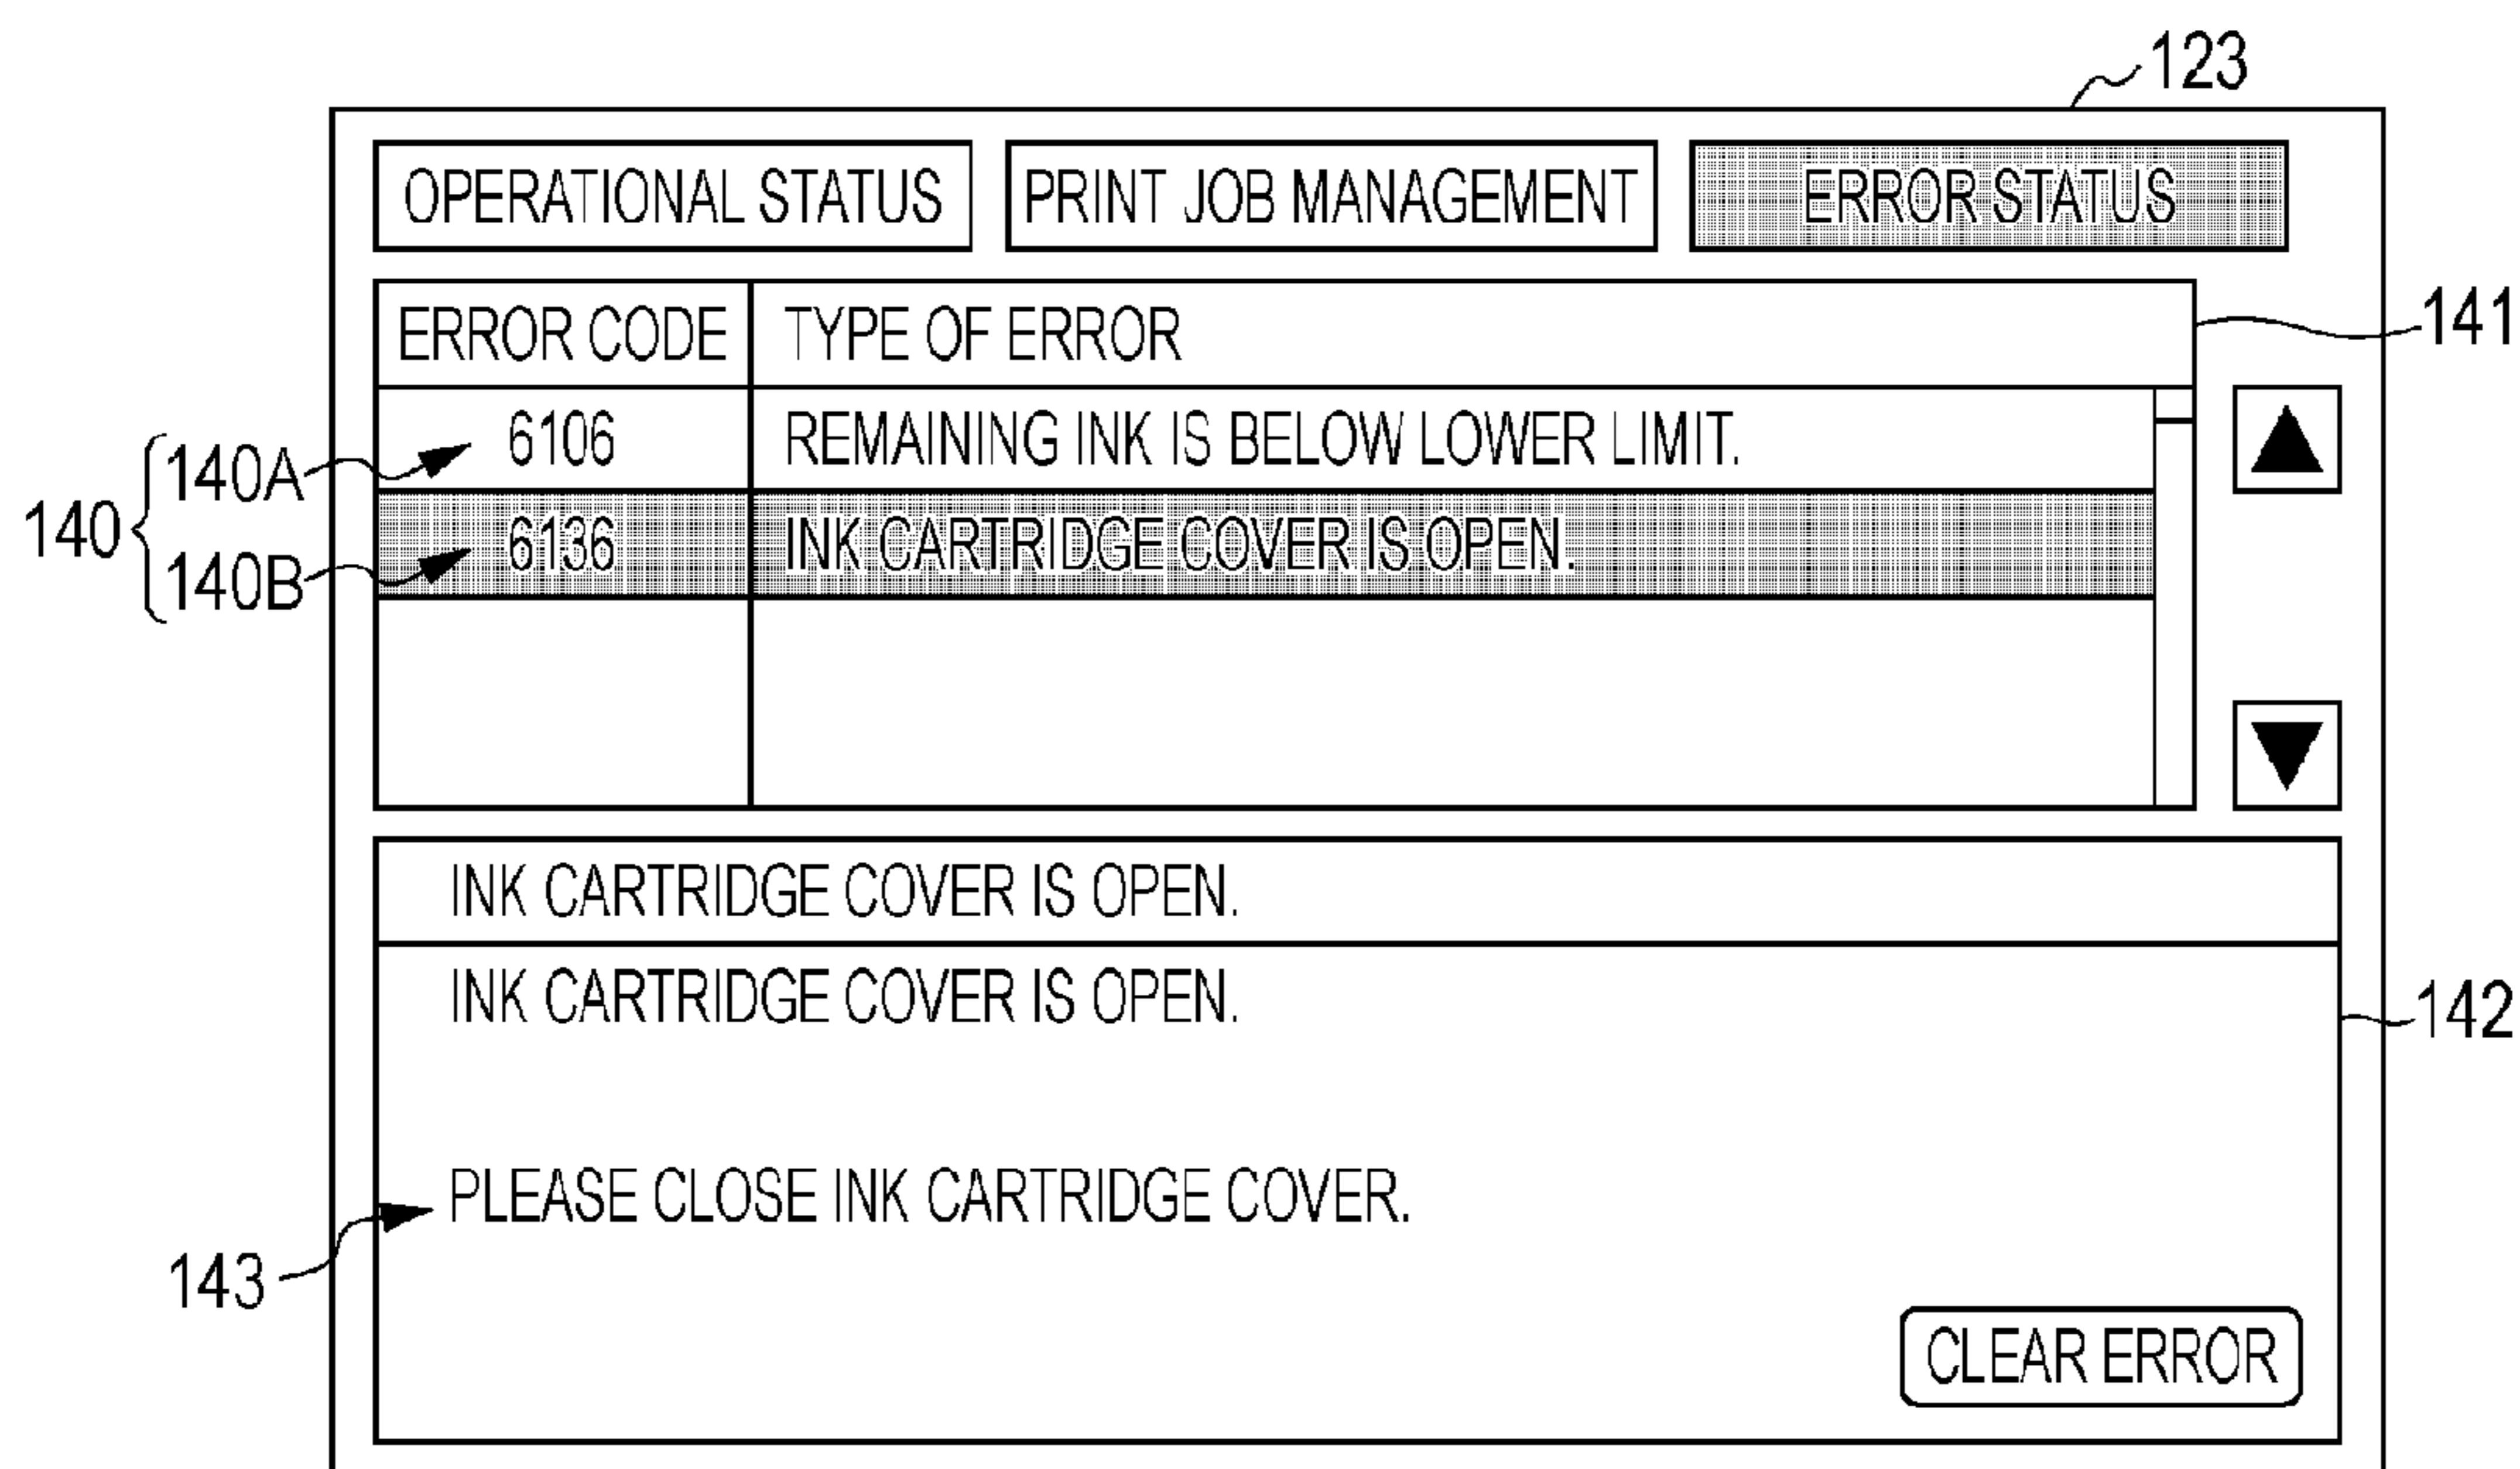 123
OPERATIONAL STATUS PRINT JOB MANAGEMENT ERROR STATUS
ERROR CODE TYPE OF ERROR 141
140A 6106 REMAINING INK IS BELOW LOWER LIMIT.
140
140B 6136 INK CARTRIDGE COVER IS OPEN.
INK CARTRIDGE COVER IS OPEN.
INK CARTRIDGE COVER IS OPEN.
142
PLEASE CLOSE INK CARTRIDGE COVER.
143
CLEAR ERROR